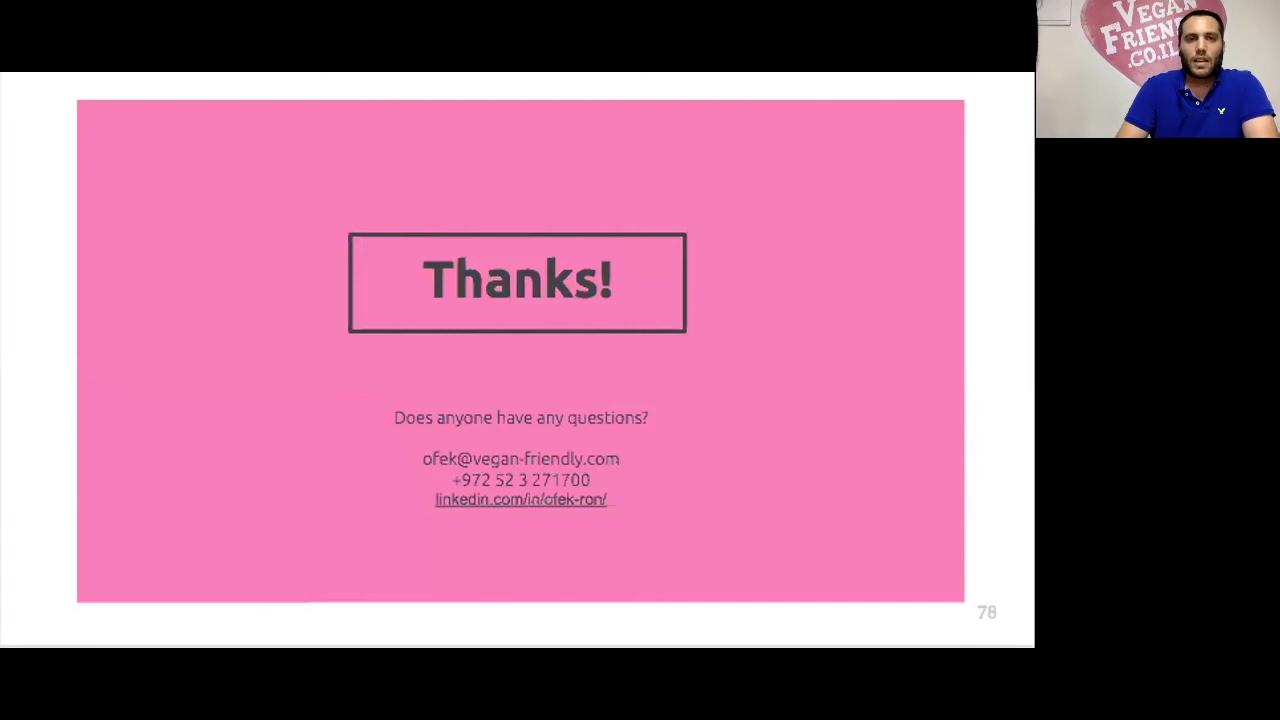 Thanks!
Does anyone have any questions?
ofek@vegan-friendly.com
+972 52 3 271700
linkedin.com/in/ofek-ron/
78
VEGAN
.CO.IL